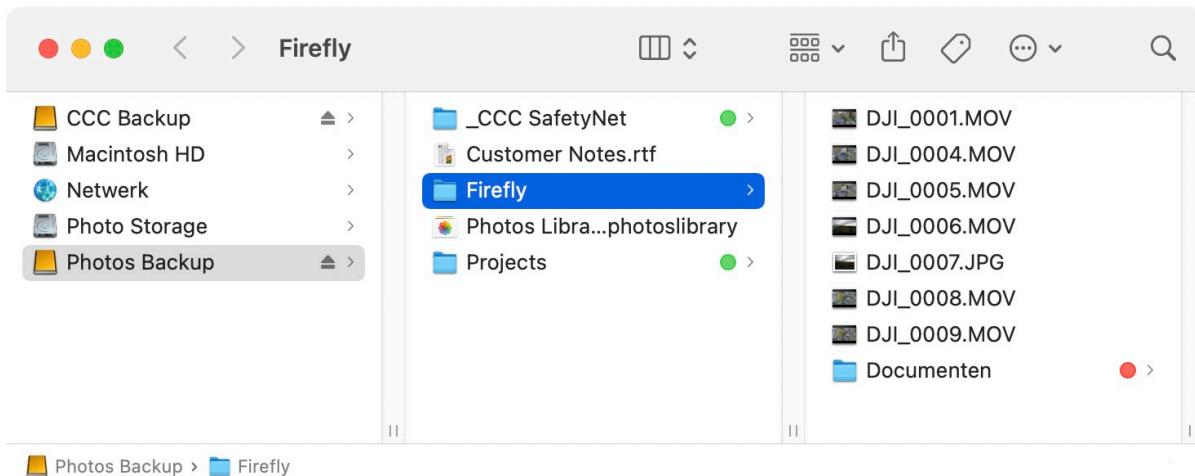 Firefly
CCC Backup
Macintosh HD
Netwerk
Photo Storage
Photos Backup
_CCC SafetyNet
Customer Notes.rtf
Firefly
Photos Libra...photoslibrary
Projects
DJI_0001.MOV
DJI_0004.MOV
DJI_0005.MOV
DJI_0006.MOV
DJI_0007.JPG
DJI_0008.MOV
DJI_0009.MOV
Documenten
Photos Backup › Firefly